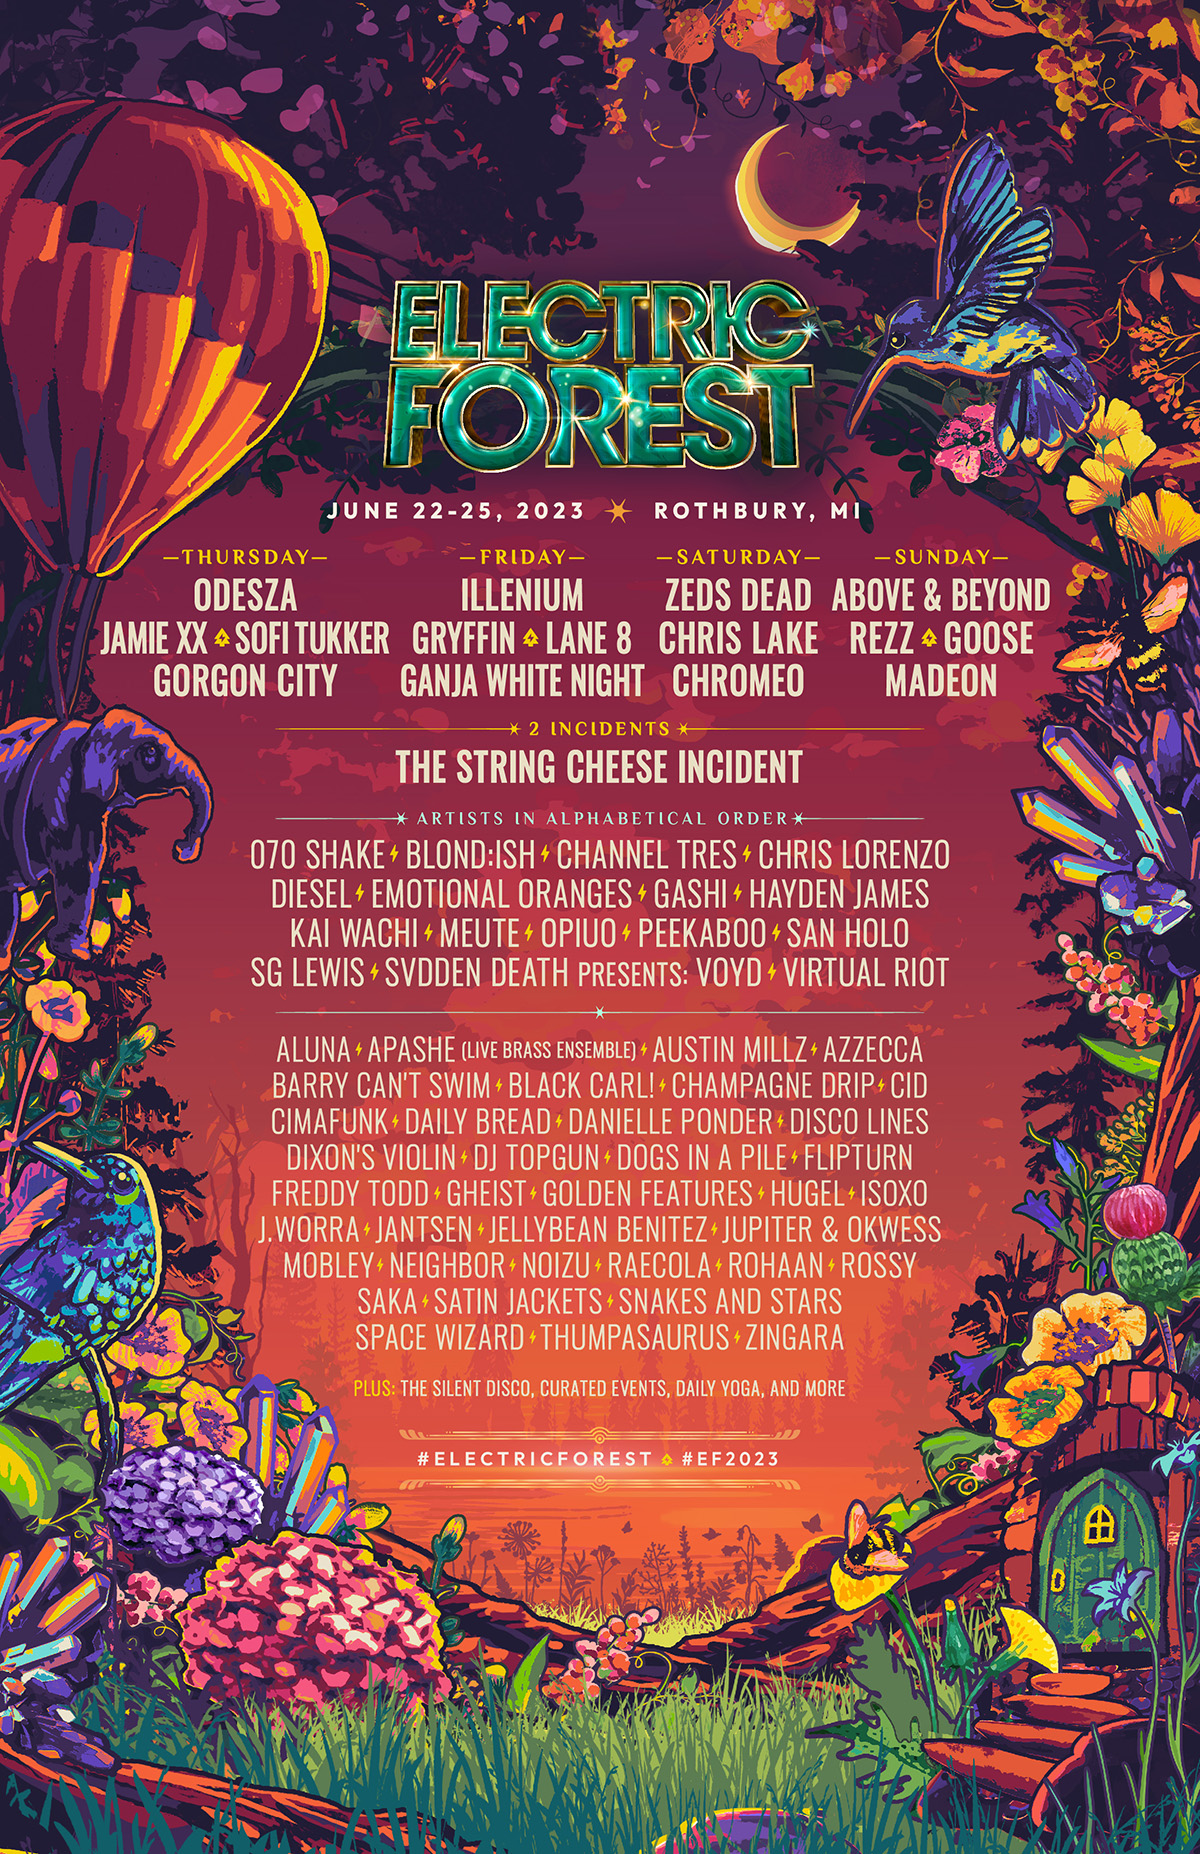 ELECTRIC
FOREST
JUNE 22-25, 2023 ROTHBURY, MI
THURSDAY
ODESZA
JAMIE XX SOFI TUKKER
GORGON CITY
FRIDAY
ILLENIUM
GRYFFIN LANE 8
GANJA WHITE NIGHT
SATURDAY
ZEDS DEAD
CHRIS LAKE
CHROMEO
SUNDAY
ABOVE & BEYOND
REZZ GOOSE
MADEON
2 INCIDENTS
THE STRING CHEESE INCIDENT
ARTISTS IN ALPHABETICAL ORDER
070 SHAKE BLOND:ISH CHANNEL TRES CHRIS LORENZO
DIESEL EMOTIONAL ORANGES GASHI HAYDEN JAMES
KAI WACHI MEUTE OPIUO PEEKABOO SAN HOLO
SG LEWIS SVDDEN DEATH PRESENTS: VOYD VIRTUAL RIOT
ALUNA APASHE (LIVE BRASS ENSEMBLE) AUSTIN MILLZ AZZECCA
BARRY CAN'T SWIM BLACK CARL! CHAMPAGNE DRIP CID
CIMAFUNK DAILY BREAD DANIELLE PONDER DISCO LINES
DIXON'S VIOLIN DJ TOPGUN DOGS IN A PILE FLIPTURN
FREDDY TODD GHEIST GOLDEN FEATURES HUGEL ISOXO
J.WORRA JANTSEN JELLYBEAN BENITEZ JUPITER & OKWESS
MOBLEY NEIGHBOR NOIZU RAECOLA ROHAAN ROSSY
SAKA SATIN JACKETS SNAKES AND STARS
SPACE WIZARD THUMPASAURUS ZINGARA
PLUS: THE SILENT DISCO, CURATED EVENTS, DAILY YOGA, AND MORE
#ELECTRICFOREST #EF2023